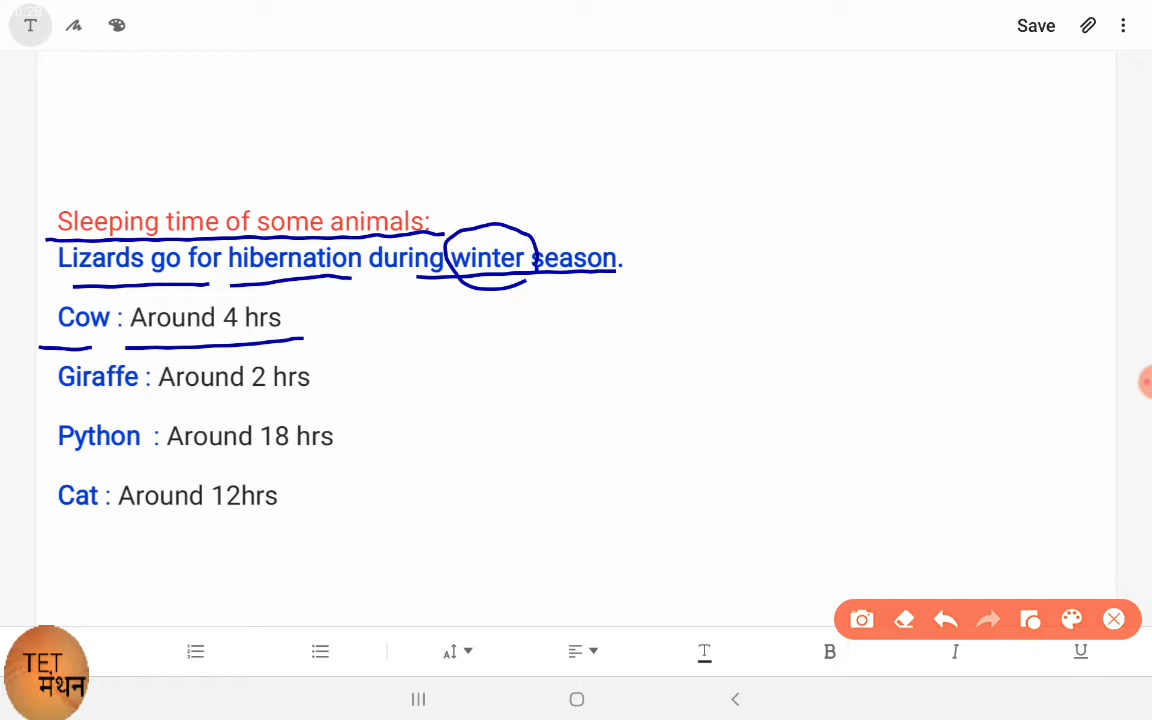 Save
Sleeping time of some animals:
Lizards go for hibernation during winter season.
Cow : Around 4 hrs
Giraffe : Around 2 hrs
Python : Around 18 hrs
Cat : Around 12hrs
TET
मंथन